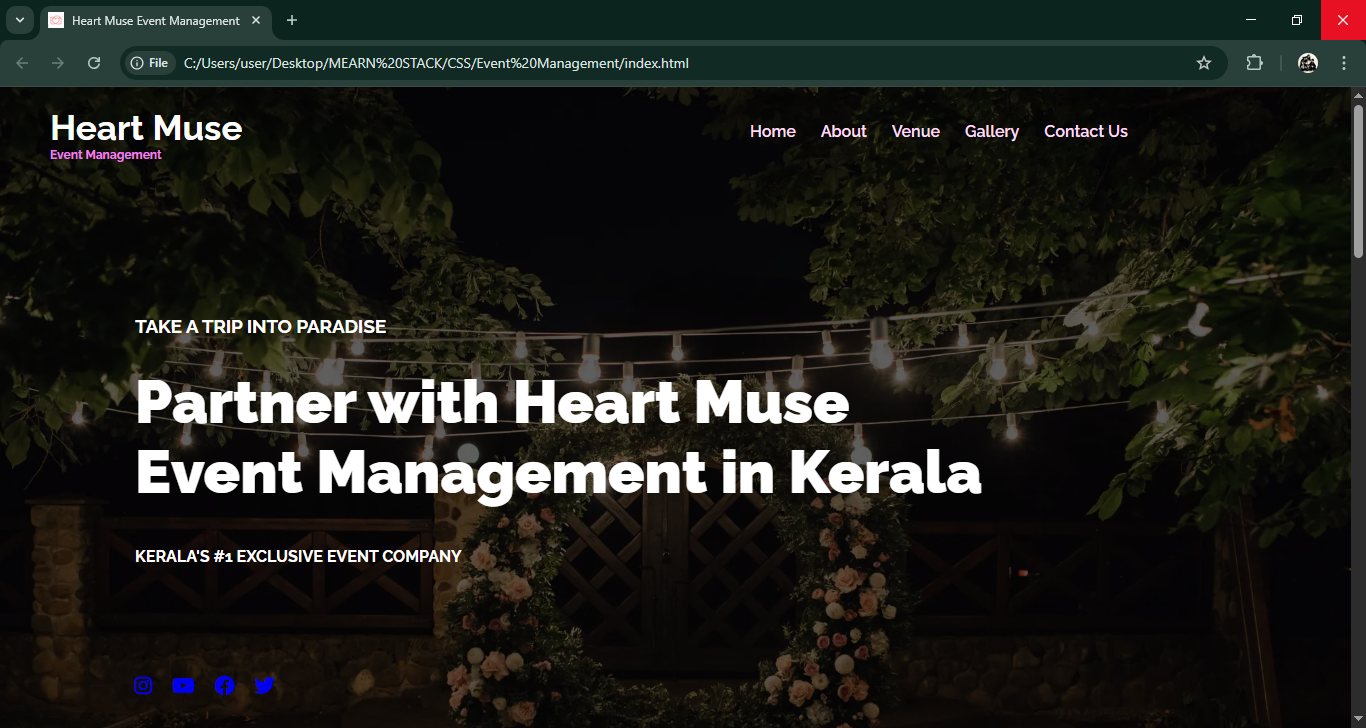 Heart Muse Event Management
File
C:/Users/user/Desktop/MEARN%20STACK/CSS/Event%20Management/index.html
Heart Muse
Event Management
Home About Venue Gallery Contact Us
TAKE A TRIP INTO PARADISE
Partner with Heart Muse
Event Management in Kerala
KERALA'S #1 EXCLUSIVE EVENT COMPANY